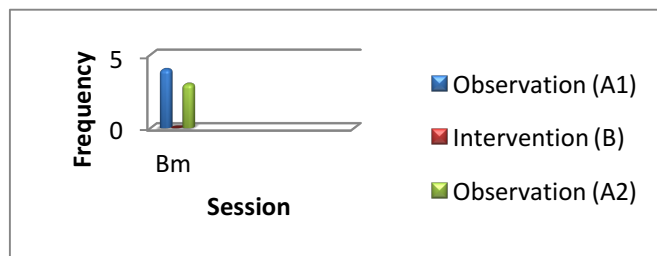 Frequency
5
0
Bm
Session
Observation (A1)
Intervention (B)
Observation (A2)